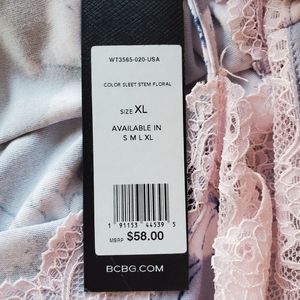 WT3565-020-USA
COLOR SLEET STEM FLORAL
SIZE XL
AVAILABLE IN
S M L XL
1 91153 44539 5
MSRP $58.00
BCBG.COM